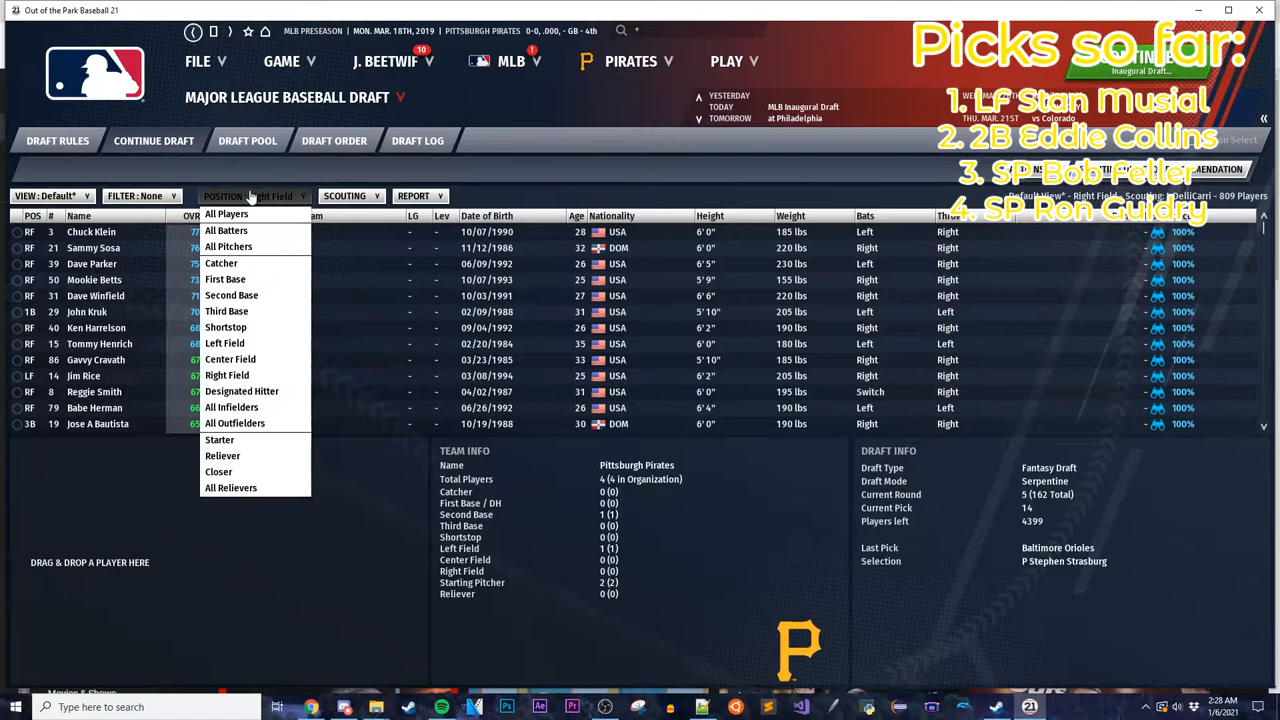 Out of the Park Baseball 21
MLB PRESEASON • MON. MAR. 18TH, 2019 | PITTSBURGH PIRATES • 0-0, .000, - GB - 4th
FILE GAME J. BEETWIF 10 MLB ! PIRATES PLAY
Picks so far:
Inaugural Draft...
MAJOR LEAGUE BASEBALL DRAFT
YESTERDAY
TODAY MLB Inaugural Draft
TOMORROW at Philadelphia
THU. MAR. 21ST
vs Colorado
1. LF Stan Musial
2. 2B Eddie Collins
3. SP Bob Feller
4. SP Ron Guidry
DRAFT RULES CONTINUE DRAFT DRAFT POOL DRAFT ORDER DRAFT LOG
VIEW : Default* FILTER : None SCOUTING REPORT
POS # Name OVR LG Lev Date of Birth Age Nationality Height Weight Bats
RF 3 Chuck Klein 77 - - 10/07/1990 28 USA 6' 0" 185 lbs Left Right - 100%
RF 21 Sammy Sosa 76 - - 11/12/1986 32 DOM 6' 0" 185 lbs Right Right - 100%
RF 39 Dave Parker 75 - - 06/09/1992 26 USA 6' 5" 230 lbs Left Right - 100%
RF 50 Mookie Betts 73 - - 10/07/1993 25 USA 5' 9" 155 lbs Right Right - 100%
RF 31 Dave Winfield 71 - - 10/03/1991 27 USA 6' 6" 220 lbs Right Right - 100%
1B 29 John Kruk 70 - - 02/09/1988 31 USA 5' 10" 205 lbs Left Left - 100%
RF 40 Ken Harrelson 68 - - 09/04/1992 26 USA 6' 2" 190 lbs Right Right - 100%
RF 15 Tommy Henrich 68 - - 02/20/1984 35 USA 6' 0" 180 lbs Left Left - 100%
RF 86 Gavvy Cravath 67 - - 03/23/1985 33 USA 5' 10" 185 lbs Right Right - 100%
LF 14 Jim Rice 67 - - 03/08/1994 25 USA 6' 2" 205 lbs Right Right - 100%
RF 8 Reggie Smith 67 - - 04/02/1987 31 USA 6' 0" 190 lbs Switch Right - 100%
RF 79 Babe Herman 66 - - 06/26/1992 26 USA 6' 4" 190 lbs Left Left - 100%
3B 19 Jose A Bautista 65 - - 10/19/1988 30 DOM 6' 0" 190 lbs Right Right - 100%
All Players
All Batters
All Pitchers
Catcher
First Base
Second Base
Third Base
Shortstop
Left Field
Center Field
Right Field
Designated Hitter
All Infielders
All Outfielders
Starter
Reliever
Closer
All Relievers
DRAG & DROP A PLAYER HERE
TEAM INFO
Name Pittsburgh Pirates
Total Players 4 (4 in Organization)
Catcher 0 (0)
First Base / DH 0 (0)
Second Base 1 (1)
Third Base 0 (0)
Shortstop 0 (0)
Left Field 1 (1)
Center Field 0 (0)
Right Field 0 (0)
Starting Pitcher 2 (2)
Reliever 0 (0)
DRAFT INFO
Draft Type Fantasy Draft
Draft Mode Serpentine
Current Round 5 (162 Total)
Current Pick 14
Players left 4399
Last Pick Baltimore Orioles
Selection P Stephen Strasburg
P
Type here to search
2:28 AM
1/6/2021